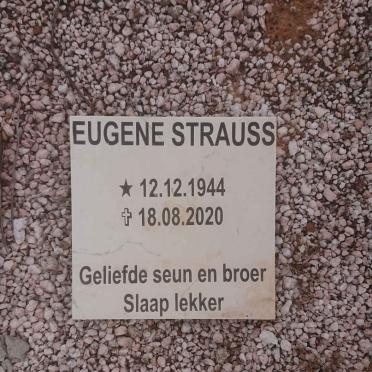 EUGENE STRAUSS
★ 12.12.1944
✝ 18.08.2020
Geliefde seun en broer
Slaap lekker